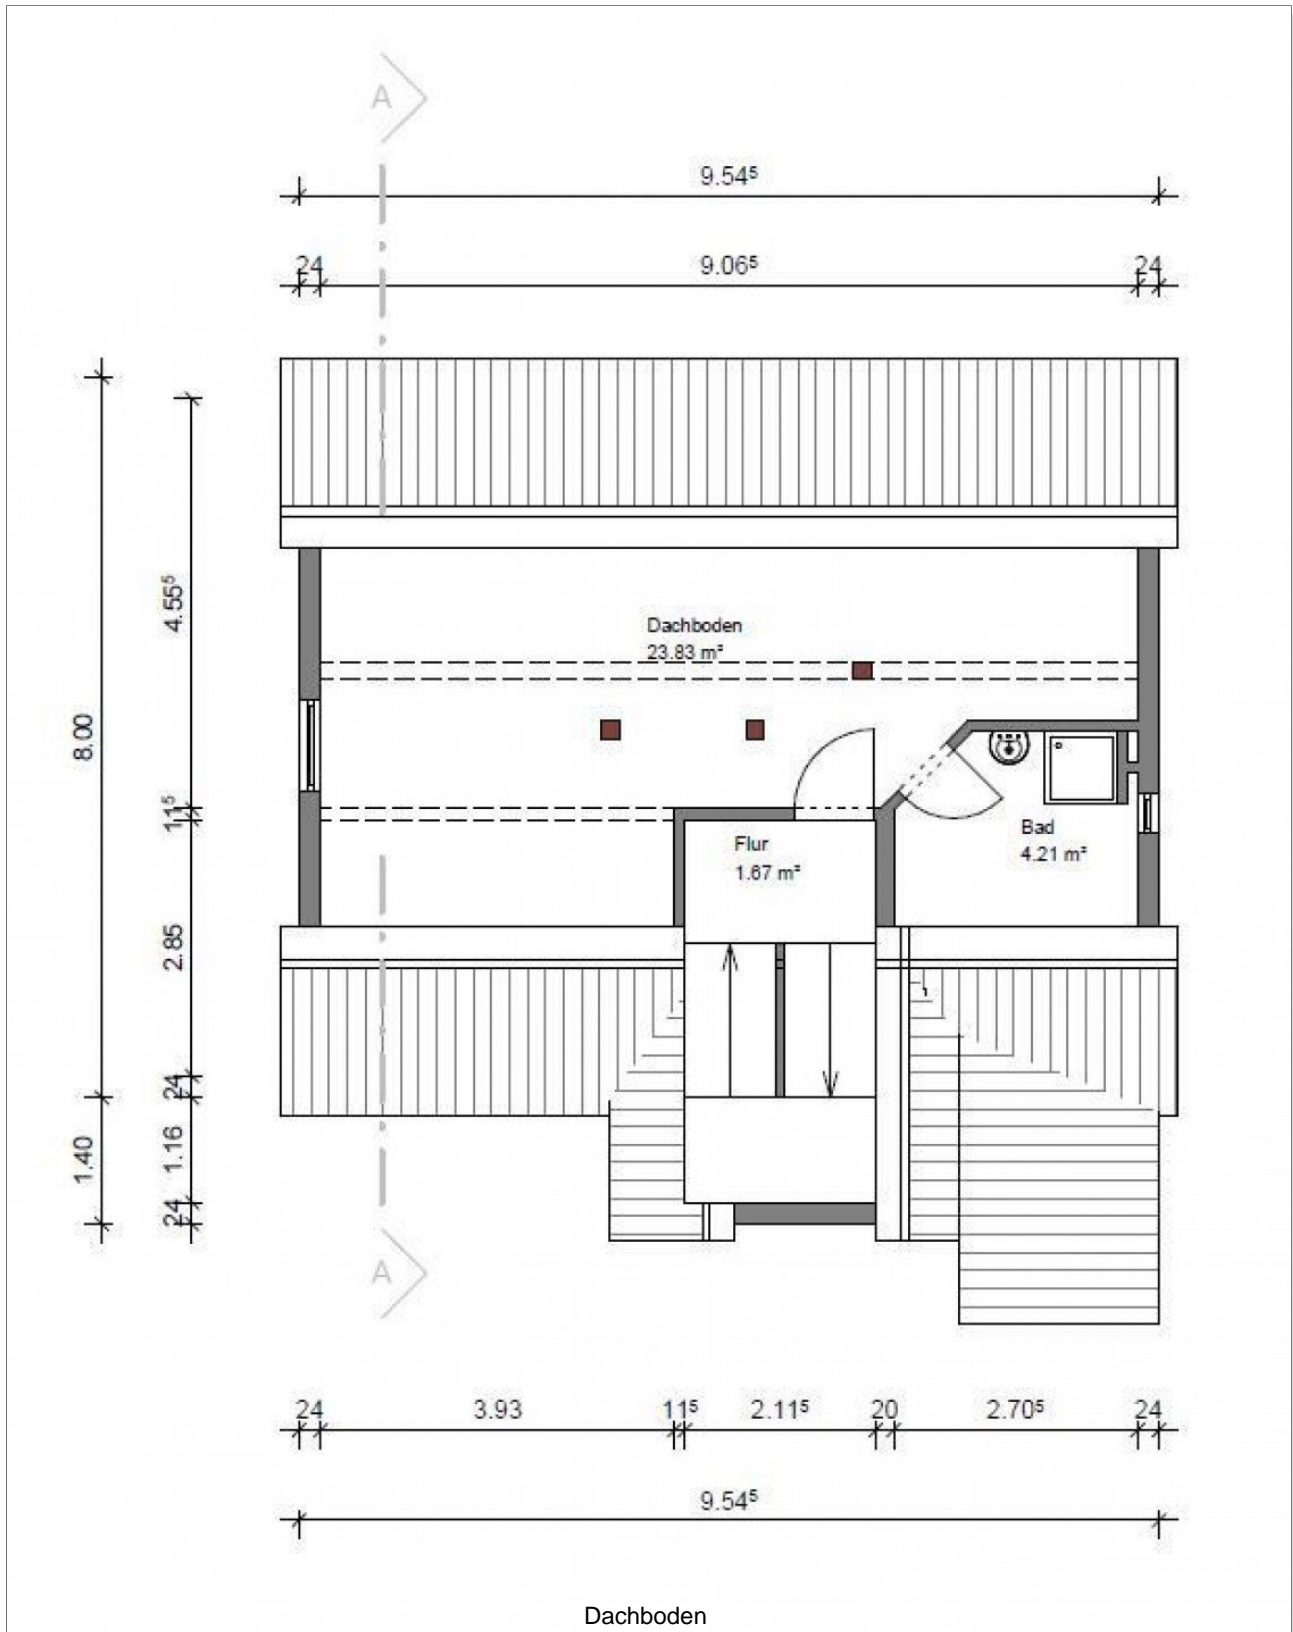 A
9.54⁵
24 9.06⁵ 24
8.00
1.40
4.55⁵
11⁵
2.85
24
1.16
24
Dachboden
23.83 m²
Flur
1.67 m²
Bad
4.21 m²
A
24 3.93 11⁵ 2.11⁵ 20 2.70⁵ 24
9.54⁵
Dachboden